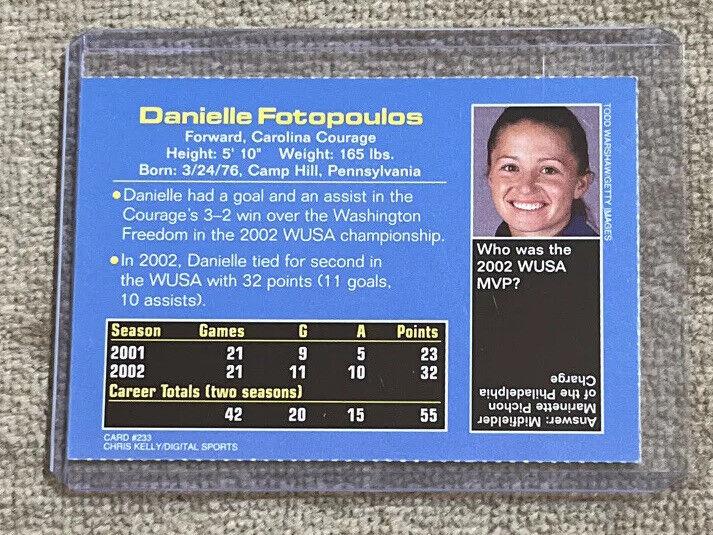 Danielle Fotopoulos
Forward, Carolina Courage
Height: 5' 10" Weight: 165 lbs.
Born: 3/24/76, Camp Hill, Pennsylvania
• Danielle had a goal and an assist in the
Courage's 3–2 win over the Washington
Freedom in the 2002 WUSA championship.
• In 2002, Danielle tied for second in
the WUSA with 32 points (11 goals,
10 assists).
Season Games G A Points
2001 21 9 5 23
2002 21 11 10 32
Career Totals (two seasons)
42 20 15 55
CARD #233
CHRIS KELLY/DIGITAL SPORTS
TODD WARSHAW/GETTY IMAGES
Who was the
2002 WUSA
MVP?
Answer: Midfielder
Marinette Pichon
of the Philadelphia
Charge